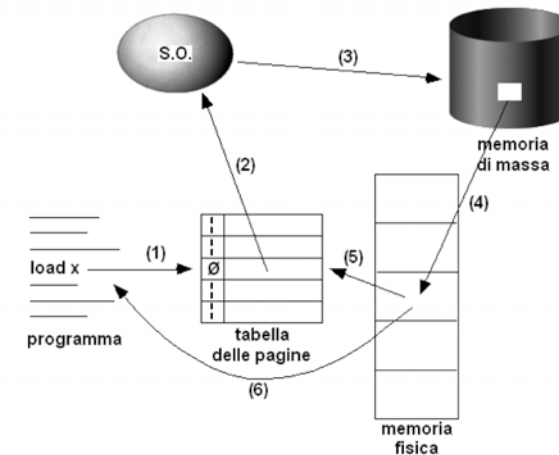 S.O.
(3)
memoria
di massa
(2)
(4)
(1)
load x
Ø
(5)
programma
tabella
delle pagine
(6)
memoria
fisica